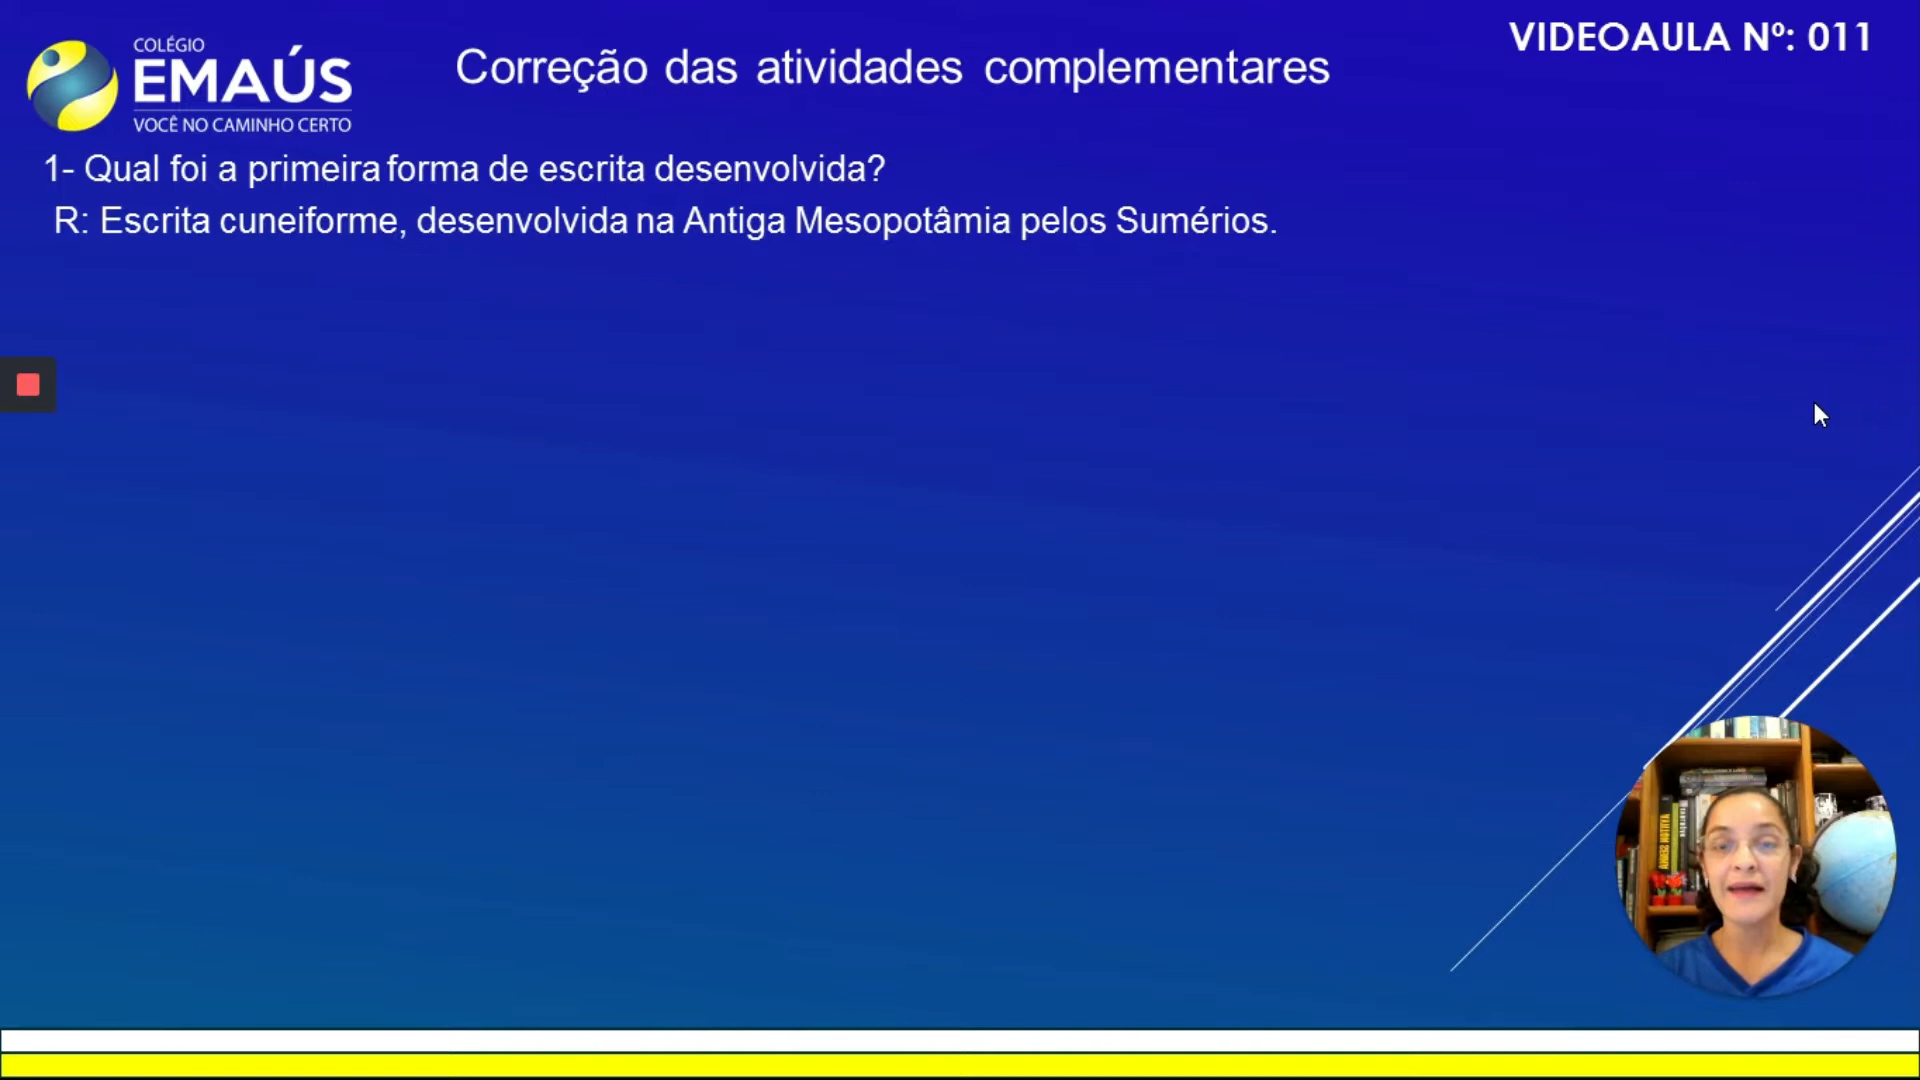 COLÉGIO
EMAÚS
VOCÊ NO CAMINHO CERTO
Correção das atividades complementares
VIDEOAULA Nº: 011
1- Qual foi a primeira forma de escrita desenvolvida?
R: Escrita cuneiforme, desenvolvida na Antiga Mesopotâmia pelos Sumérios.